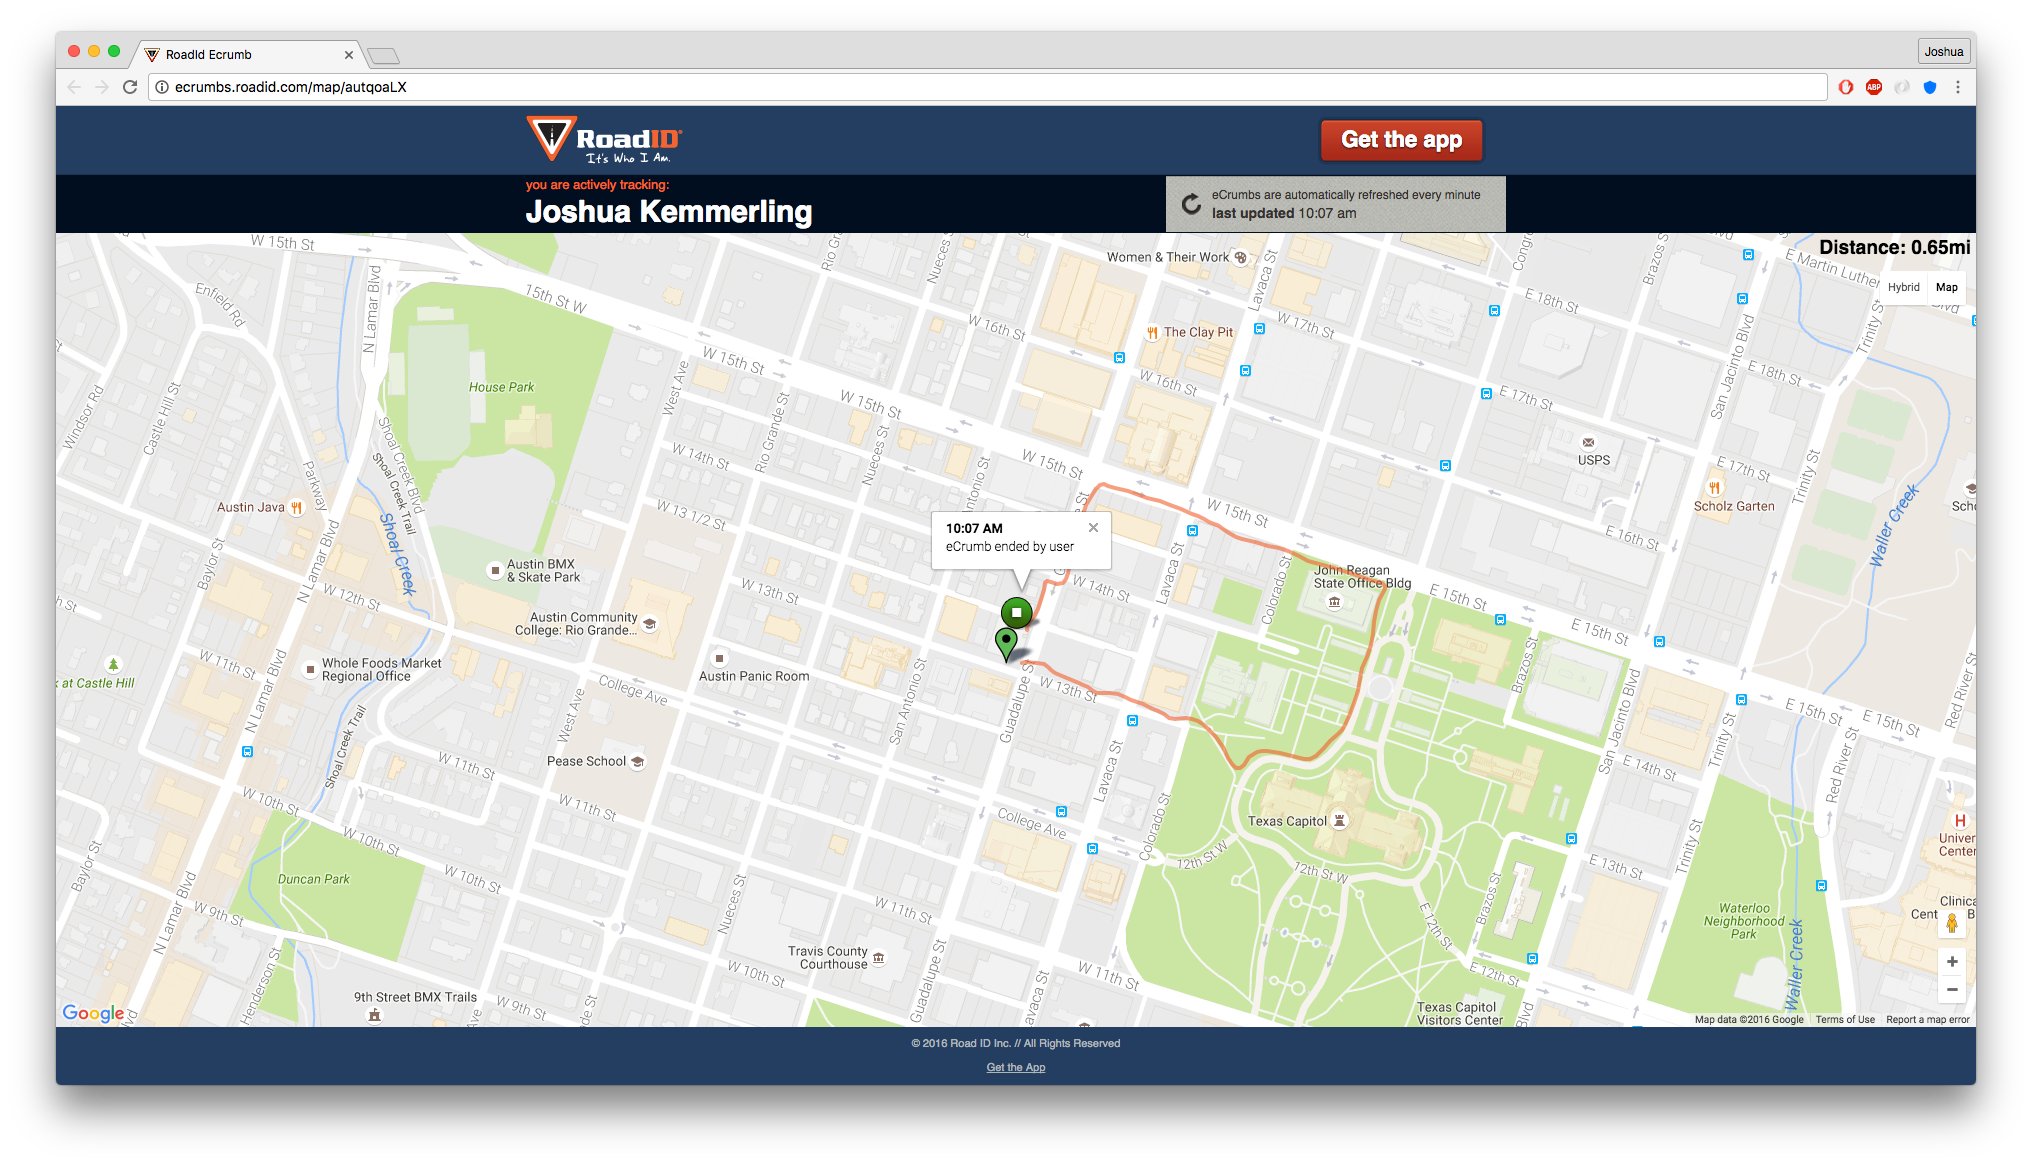 RoadId Ecrumb
Joshua
ecrumbs.roadid.com/map/autqoaLX
RoadID
It's Who I Am.
Get the app
you are actively tracking:
Joshua Kemmerling
eCrumbs are automatically refreshed every minute
last updated 10:07 am
Distance: 0.65mi
Hybrid
Map
W 15th St
Enfield Rd
N Lamar Blvd
15th St W
Rio Gr
Nueces St
Women & Their Work
Lavaca St
Congr
Brazos St
E Martin Luther
Blvd
E 18th St
W 16th St
The Clay Pit
W 17th St
San Jacinto Blvd
Trinity St
E 18th St
Windsor Rd
Castle Hill St
House Park
West Ave
W 15th St
Rio Grande St
W 15th St
W 16th St
E 17th St
Shoal Creek Blvd
Shoal Creek Trail
Parkway
W 14th St
Nueces St
W 15th St
USPS
E 17th St
Scholz Garten
Trinity St
Waller Creek
Sch
Austin Java
Shoal Creek
W 13 1/2 St
ntonio St
St
W 15th St
E 16th St
10:07 AM
eCrumb ended by user
Austin BMX
& Skate Park
Baylor St
N Lamar Blvd
W 12th St
h St
W 13th St
G
W 14th St
Lavaca St
Colorado St
John Reagan
State Office Bldg
W 15th St
E 15th St
Austin Community
College: Rio Grande...
W 11th St
Whole Foods Market
Regional Office
k at Castle Hill
Austin Panic Room
College Ave
San Antonio St
Guadalupe St
W 13th St
Brazos St
San Jacinto Blvd
E 15th St
E 15th St
Red River St
N Lamar Blvd
Shoal Creek Trail
West Ave
Pease School
W 11th St
W 11th St
Lavaca St
Trinity St
E 14th St
Red River St
W 10th St
W 10th St
College Ave
Colorado St
Texas Capitol
12th St W
12th St W
E 13th St
Trinity St
Univer
Center
Baylor St
Duncan Park
W 10th St
Nueces St
W 11th St
Brazos St
E 12th St
Waterloo
Neighborhood
Park
Clinica
Cent
B
W 9th St
N Lamar Blvd
Henderson St
Travis County
Courthouse
W 10th St
Guadalupe St
W 11th St
E 12th St
Waller Creek
9th Street BMX Trails
W 9th St
St
vaca St
Texas Capitol
Visitors Center
Blvd
lvd
Google
Map data ©2016 Google
Terms of Use
Report a map error
© 2016 Road ID Inc. // All Rights Reserved
Get the App